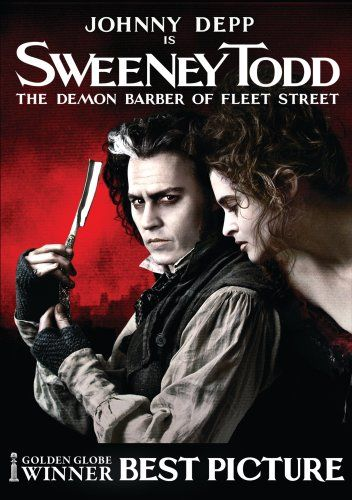 JOHNNY DEPP
IS
SWEENEY TODD
THE DEMON BARBER OF FLEET STREET
GOLDEN GLOBE
WINNER BEST PICTURE